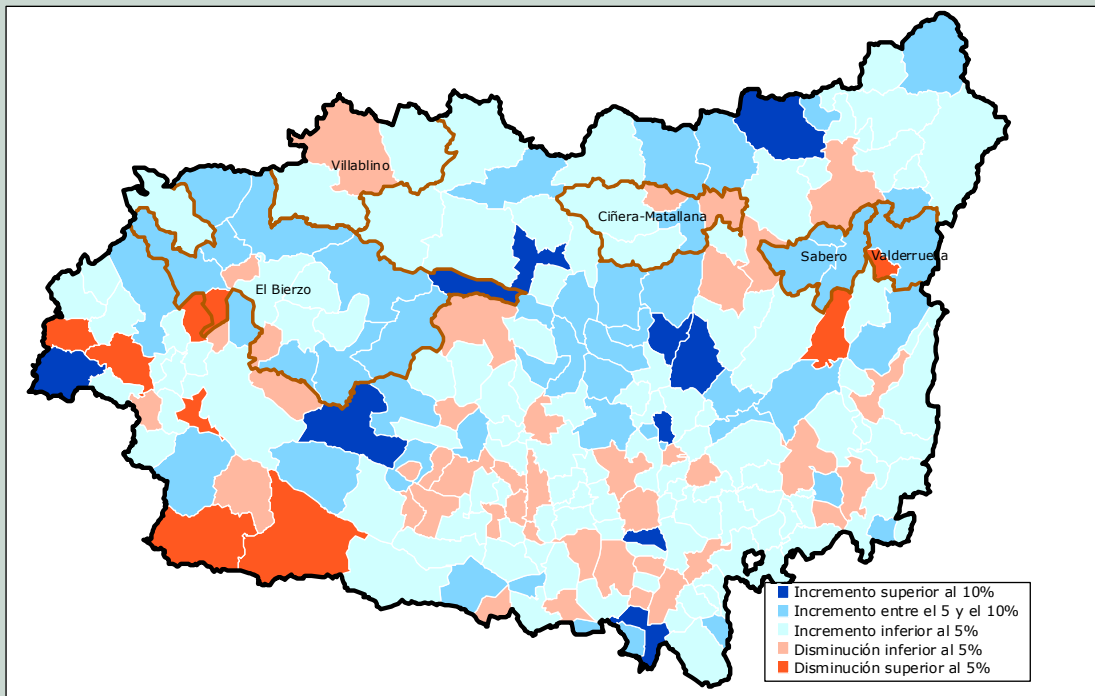 Villablino
Ciñera-Matallana
Sabero
Valderrueda
El Bierzo
Incremento superior al 10%
Incremento entre el 5 y el 10%
Incremento inferior al 5%
Disminución inferior al 5%
Disminución superior al 5%